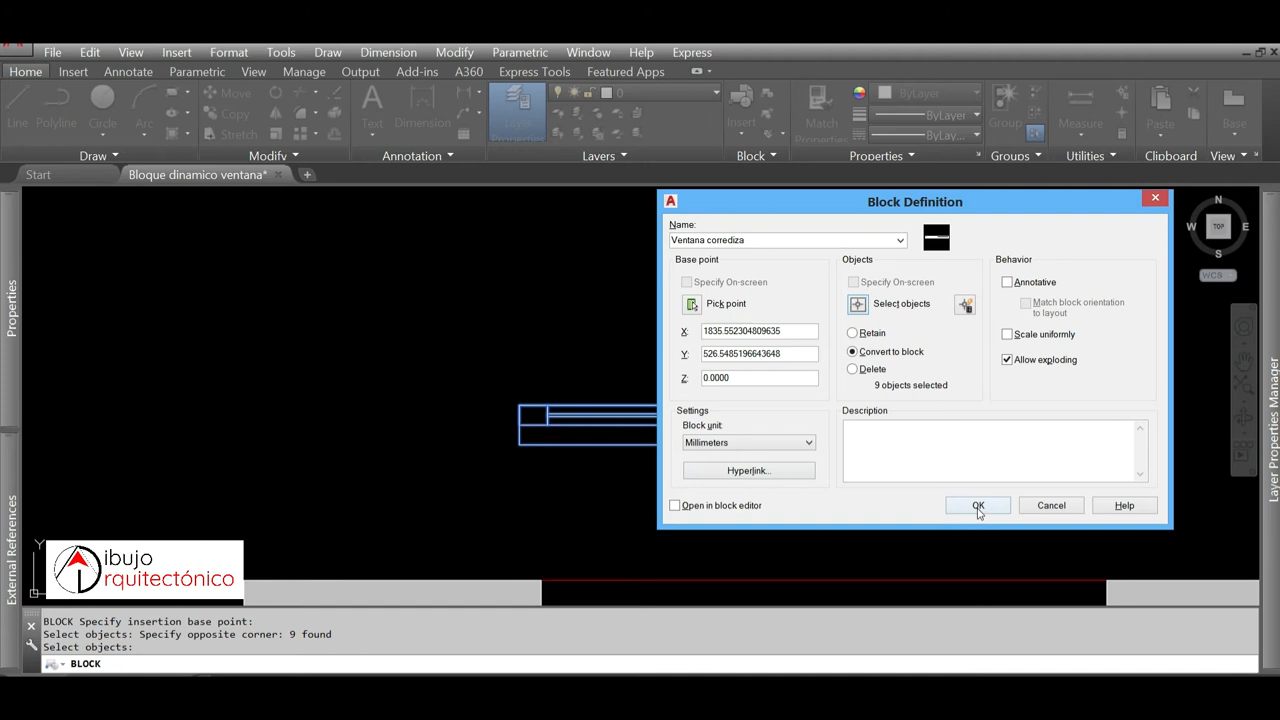 File Edit View Insert Format Tools Draw Dimension Modify Parametric Window Help Express
Home Insert Annotate Parametric View Manage Output Add-ins A360 Express Tools Featured Apps
Move
Copy
Stretch
Line Polyline Circle Arc
Text Dimension
Layer
Properties
0
Insert
Match
Properties
ByLayer
ByLayer
ByLay...
Group
Measure
Paste
Base
Draw Modify Annotation Layers Block Properties Groups Utilities Clipboard View
Start Bloque dinamico ventana*
Block Definition
Name:
Ventana corrediza
Base point
Specify On-screen
Pick point
X: 1835.552304809635
Y: 526.5485196643648
Z: 0.0000
Objects
Specify On-screen
Select objects
Retain
Convert to block
Delete
9 objects selected
Behavior
Annotative
Match block orientation
to layout
Scale uniformly
Allow exploding
Settings
Block unit:
Millimeters
Hyperlink...
Description
Open in block editor
OK Cancel Help
N
W TOP E
S
WCS
Properties
External References
Layer Properties Manager
Y
ibujo
rquitectónico
BLOCK Specify insertion base point:
Select objects: Specify opposite corner: 9 found
Select objects:
BLOCK